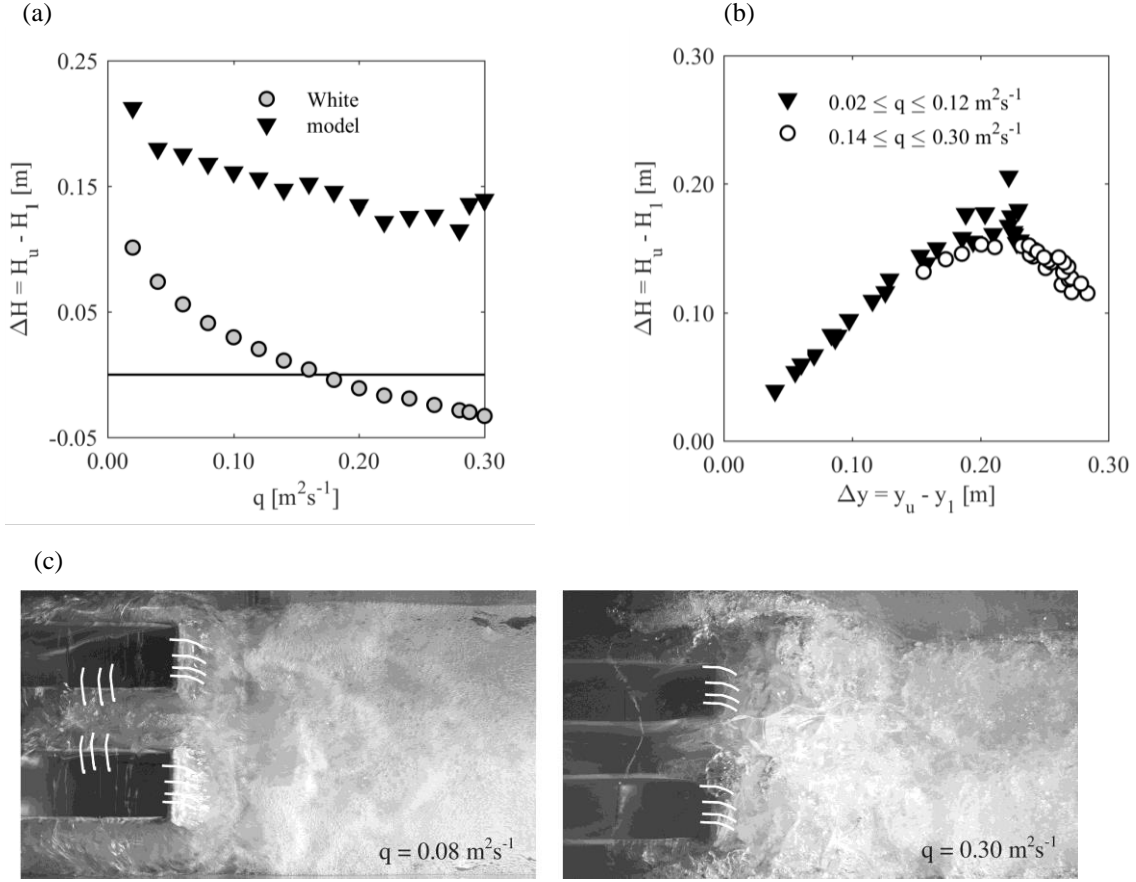 (a)
(b)
0.25
0.15
0.05
-0.05
ΔH = H_u - H_1 [m]
White
model
0.00
0.10
0.20
0.30
q [m²s⁻¹]
0.30
0.20
0.10
0.00
ΔH = H_u - H_1 [m]
0.02 ≤ q ≤ 0.12 m²s⁻¹
0.14 ≤ q ≤ 0.30 m²s⁻¹
0.00
0.10
0.20
0.30
Δy = y_u - y_1 [m]
(c)
q = 0.08 m²s⁻¹
q = 0.30 m²s⁻¹